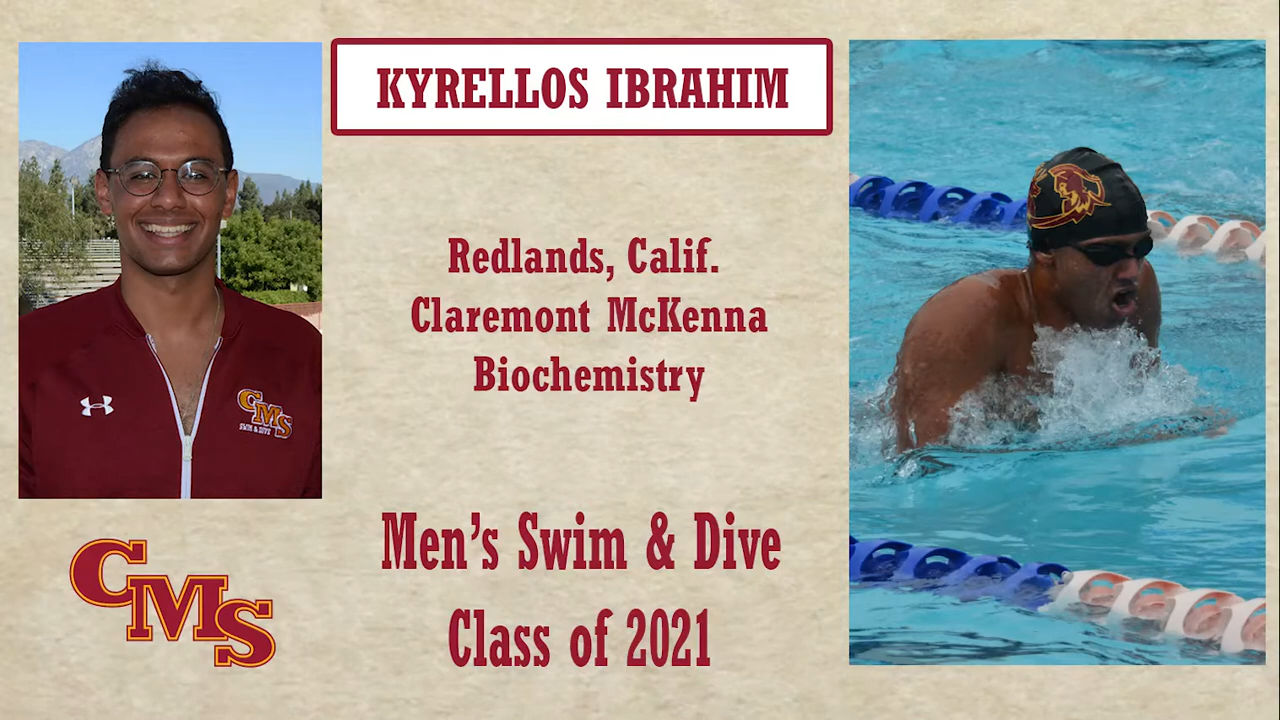 KYRELLOS IBRAHIM
Redlands, Calif.
Claremont McKenna
Biochemistry
CMS
SWIM & DIVE
Men's Swim & Dive
Class of 2021
CMS